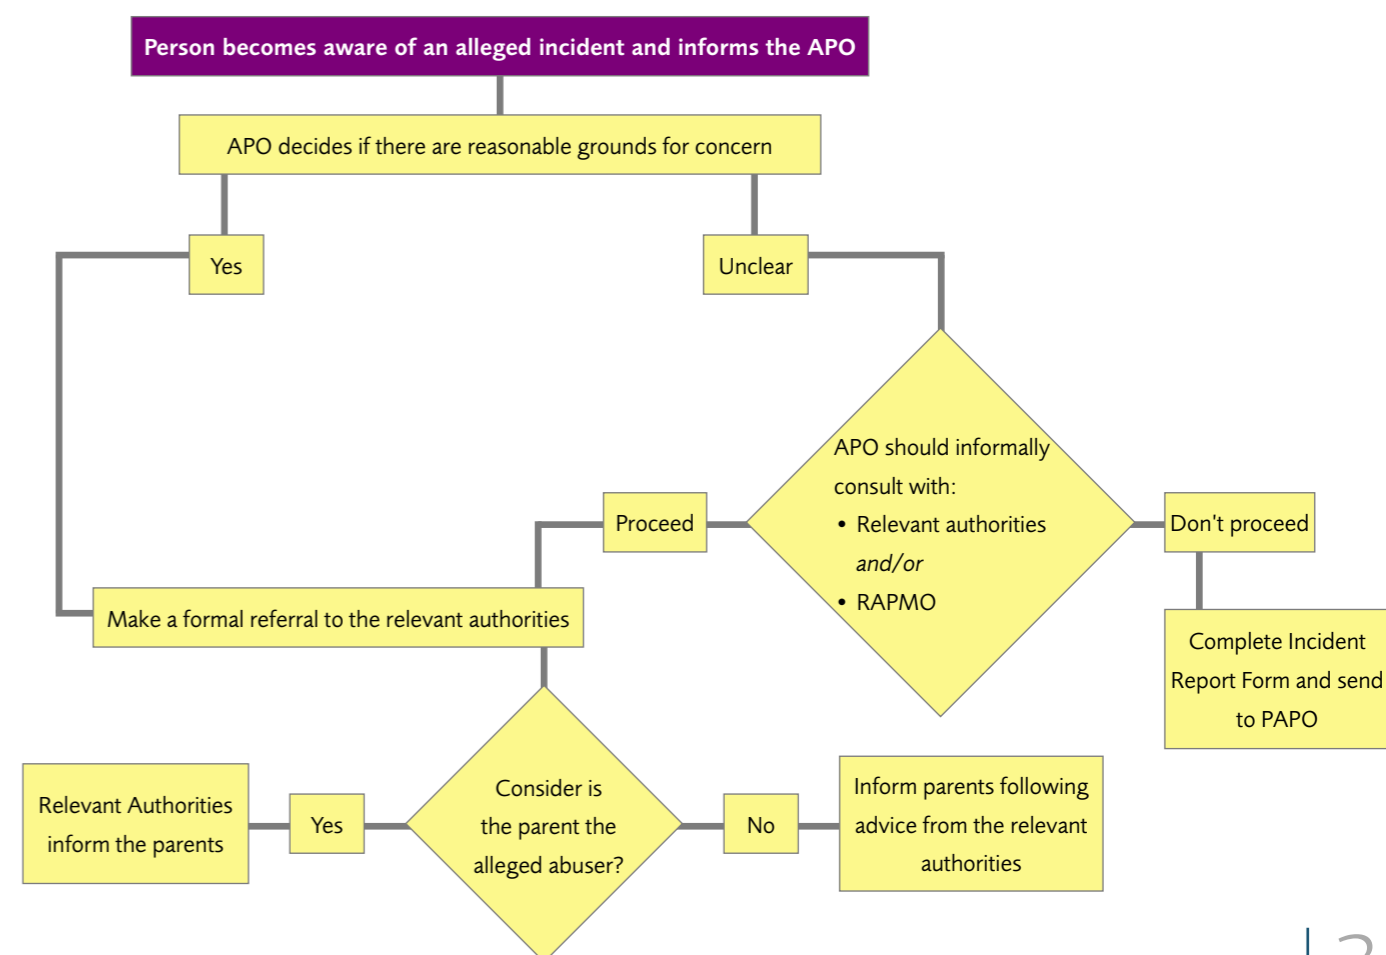 Person becomes aware of an alleged incident and informs the APO
APO decides if there are reasonable grounds for concern
Yes
Unclear
APO should informally
consult with:
• Relevant authorities
and/or
• RAPMO
Proceed
Don't proceed
Make a formal referral to the relevant authorities
Complete Incident
Report Form and send
to PAPO
Consider is
the parent the
alleged abuser?
Yes
Relevant Authorities
inform the parents
No
Inform parents following
advice from the relevant
authorities